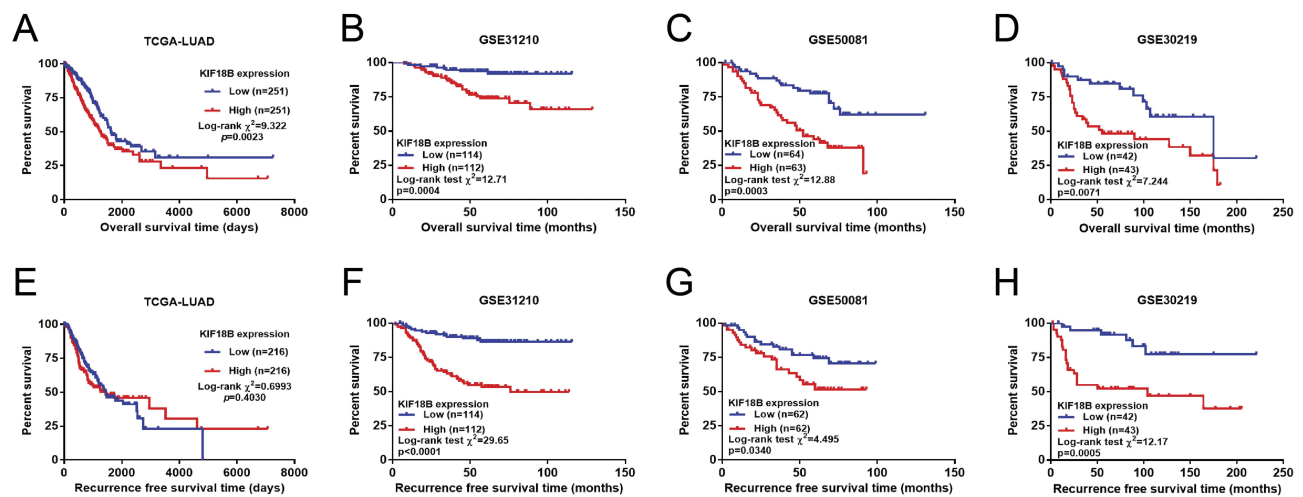 A
TCGA-LUAD
Percent survival
100
75
50
25
0
KIF18B expression
Low (n=251)
High (n=251)
Log-rank χ²=9.322
p=0.0023
0 2000 4000 6000 8000
Overall survival time (days)
B
GSE31210
Percent survival
100
75
50
25
0
KIF18B expression
Low (n=114)
High (n=112)
Log-rank test χ²=12.71
p=0.0004
0 50 100 150
Overall survival time (months)
C
GSE50081
Percent survival
100
75
50
25
0
KIF18B expression
Low (n=64)
High (n=63)
Log-rank test χ²=12.88
p=0.0003
0 50 100 150
Overall survival time (months)
D
GSE30219
Percent survival
100
75
50
25
0
KIF18B expression
Low (n=42)
High (n=43)
Log-rank test χ²=7.244
p=0.0071
0 50 100 150 200 250
Overall survival time (months)
E
TCGA-LUAD
Percent survival
100
75
50
25
0
KIF18B expression
Low (n=216)
High (n=216)
Log-rank χ²=0.6993
p=0.4030
0 2000 4000 6000 8000
Recurrence free survival time (days)
F
GSE31210
Percent survival
100
75
50
25
0
KIF18B expression
Low (n=114)
High (n=112)
Log-rank test χ²=29.65
p<0.0001
0 50 100 150
Recurrence free survival time (months)
G
GSE50081
Percent survival
100
75
50
25
0
KIF18B expression
Low (n=62)
High (n=62)
Log-rank test χ²=4.495
p=0.0340
0 50 100 150
Recurrence free survival time (months)
H
GSE30219
Percent survival
100
75
50
25
0
KIF18B expression
Low (n=42)
High (n=43)
Log-rank test χ²=12.17
p=0.0005
0 50 100 150 200 250
Recurrence free survival time (months)